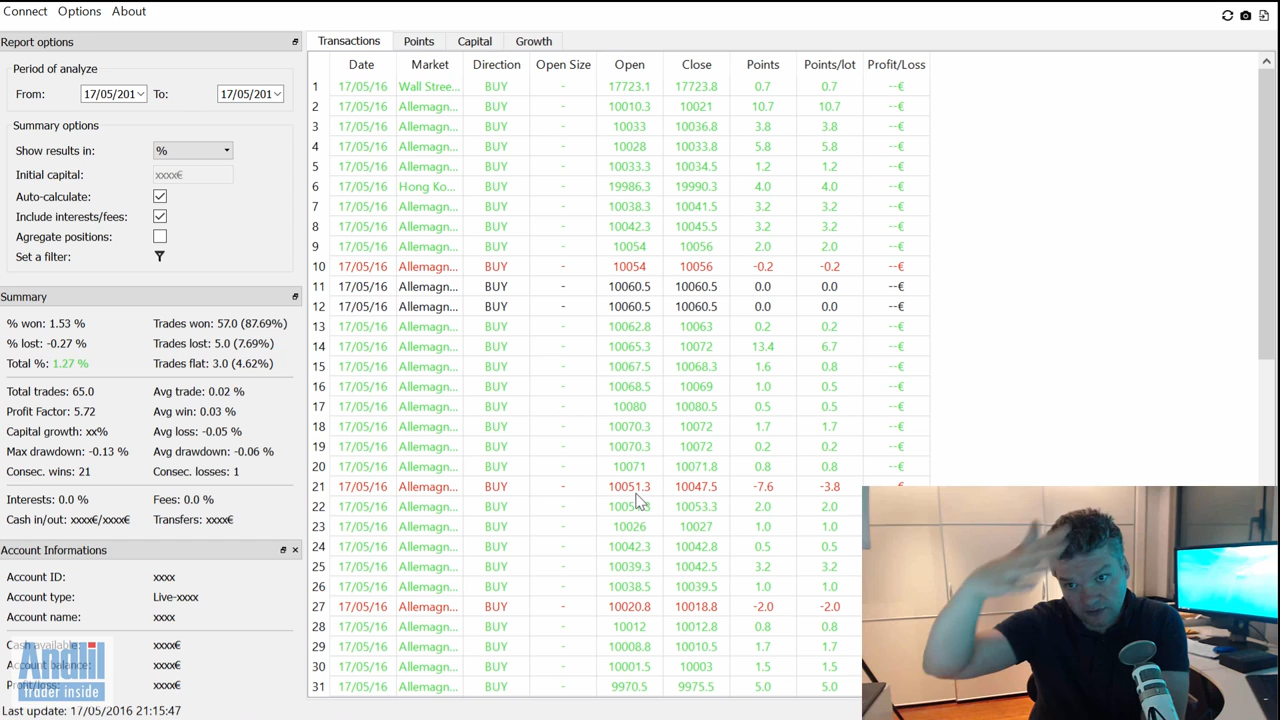 Connect Options About
Report options
Period of analyze
From: 17/05/201 To: 17/05/201
Summary options
Show results in: %
Initial capital: xxxx€
Auto-calculate:
Include interests/fees:
Agregate positions:
Set a filter:
Summary
% won: 1.53 % Trades won: 57.0 (87.69%)
% lost: -0.27 % Trades lost: 5.0 (7.69%)
Total %: 1.27 % Trades flat: 3.0 (4.62%)
Total trades: 65.0 Avg trade: 0.02 %
Profit Factor: 5.72 Avg win: 0.03 %
Capital growth: xx% Avg loss: -0.05 %
Max drawdown: -0.13 % Avg drawdown: -0.06 %
Consec. wins: 21 Consec. losses: 1
Interests: 0.0 % Fees: 0.0 %
Cash in/out: xxxx€/xxxx€ Transfers: xxxx€
Account Informations
Account ID: xxxx
Account type: Live-xxxx
Account name: xxxx
Cash available: xxxx€
Account balance: xxxx€
Profit/loss: xxxx€
Andlil
trader inside
Last update: 17/05/2016 21:15:47
Transactions Points Capital Growth
Date Market Direction Open Size Open Close Points Points/lot Profit/Loss
1 17/05/16 Wall Stree... BUY - 17723.1 17723.8 0.7 0.7 --€
2 17/05/16 Allemagn... BUY - 10010.3 10021 10.7 10.7 --€
3 17/05/16 Allemagn... BUY - 10033 10036.8 3.8 3.8 --€
4 17/05/16 Allemagn... BUY - 10028 10033.8 5.8 5.8 --€
5 17/05/16 Allemagn... BUY - 10033.3 10034.5 1.2 1.2 --€
6 17/05/16 Hong Ko... BUY - 19986.3 19990.3 4.0 4.0 --€
7 17/05/16 Allemagn... BUY - 10038.3 10041.5 3.2 3.2 --€
8 17/05/16 Allemagn... BUY - 10042.3 10045.5 3.2 3.2 --€
9 17/05/16 Allemagn... BUY - 10054 10056 2.0 2.0 --€
10 17/05/16 Allemagn... BUY - 10054 10056 -0.2 -0.2 --€
11 17/05/16 Allemagn... BUY - 10060.5 10060.5 0.0 0.0 --€
12 17/05/16 Allemagn... BUY - 10060.5 10060.5 0.0 0.0 --€
13 17/05/16 Allemagn... BUY - 10062.8 10063 0.2 0.2 --€
14 17/05/16 Allemagn... BUY - 10065.3 10072 13.4 6.7 --€
15 17/05/16 Allemagn... BUY - 10067.5 10068.3 1.6 0.8 --€
16 17/05/16 Allemagn... BUY - 10068.5 10069 1.0 0.5 --€
17 17/05/16 Allemagn... BUY - 10080 10080.5 0.5 0.5 --€
18 17/05/16 Allemagn... BUY - 10070.3 10072 1.7 1.7 --€
19 17/05/16 Allemagn... BUY - 10070.3 10072 0.2 0.2 --€
20 17/05/16 Allemagn... BUY - 10071 10071.8 0.8 0.8 --€
21 17/05/16 Allemagn... BUY - 10051.3 10047.5 -7.6 -3.8
22 17/05/16 Allemagn... BUY - 10053.3 2.0 2.0
23 17/05/16 Allemagn... BUY - 10026 10027 1.0 1.0
24 17/05/16 Allemagn... BUY - 10042.3 10042.8 0.5 0.5
25 17/05/16 Allemagn... BUY - 10039.3 10042.5 3.2 3.2
26 17/05/16 Allemagn... BUY - 10038.5 10039.5 1.0 1.0
27 17/05/16 Allemagn... BUY - 10020.8 10018.8 -2.0 -2.0
28 17/05/16 Allemagn... BUY - 10012 10012.8 0.8 0.8
29 17/05/16 Allemagn... BUY - 10008.8 10010.5 1.7 1.7
30 17/05/16 Allemagn... BUY - 10001.5 10003 1.5 1.5
31 17/05/16 Allemagn... BUY - 9970.5 9975.5 5.0 5.0